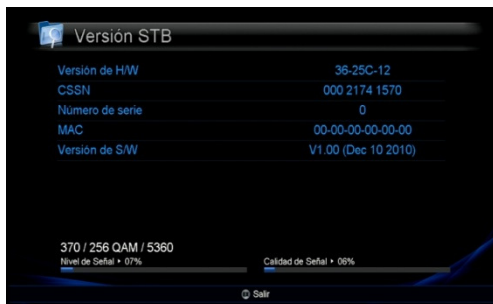 Versión STB
Versión de H/W 36-25C-12
CSSN 000 2174 1570
Número de serie 0
MAC 00-00-00-00-00-00
Versión de S/W V1.00 (Dec 10 2010)
370 / 256 QAM / 5360
Nivel de Señal ‣ 07% Calidad de Señal ‣ 06%
Salir